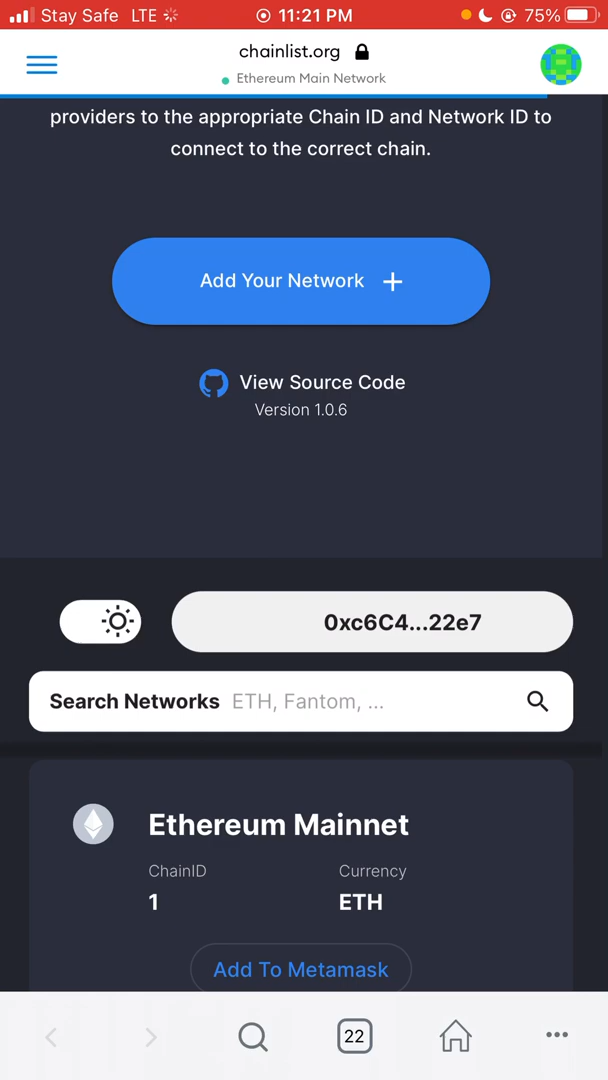 Stay Safe LTE 11:21 PM 75%
chainlist.org
Ethereum Main Network
providers to the appropriate Chain ID and Network ID to
connect to the correct chain.
Add Your Network +
View Source Code
Version 1.0.6
0xc6C4...22e7
Search Networks ETH, Fantom, ...
Ethereum Mainnet
ChainID Currency
1 ETH
Add To Metamask
22